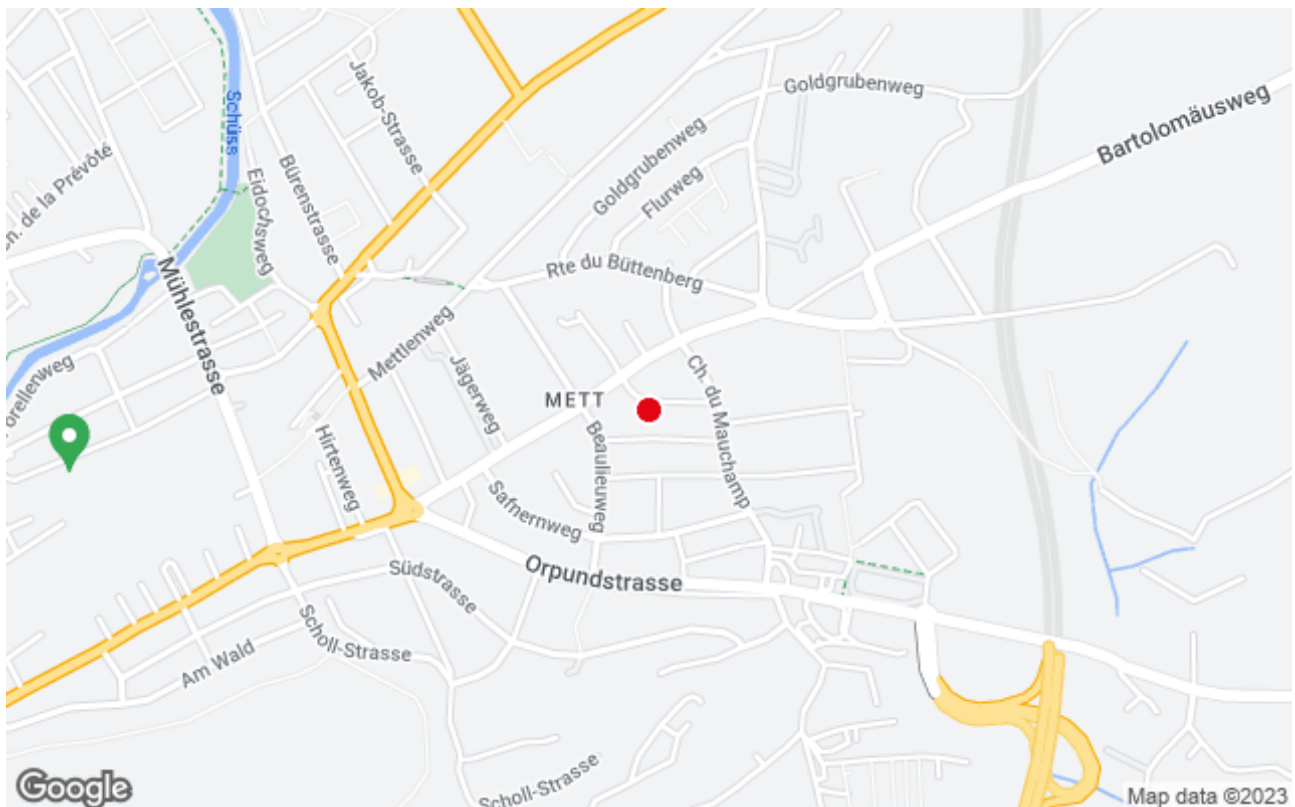 Goldgrubenweg
Bartolomäusweg
Jakob-Strasse
Schüss
Ch. de la Prévôté
Eidochsweg
Bürenstrasse
Goldgrubenweg
Flurweg
Rte du Büttenberg
Mühlestrasse
Mettlenweg
Jägerweg
METT
Ch. du Mauchamp
Forellenweg
Hirtenweg
Beaulieuweg
Safnernweg
Orpundstrasse
Südstrasse
Scholl-Strasse
Am Wald
Scholl-Strasse
Google
Map data ©2023